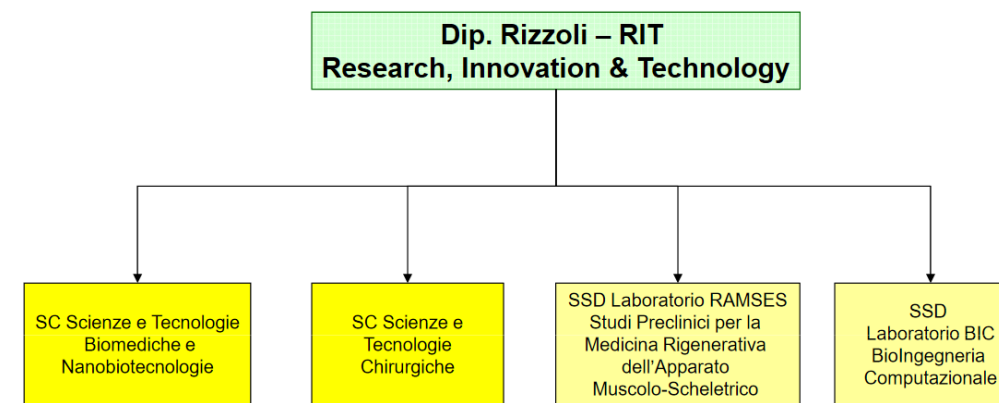 Dip. Rizzoli – RIT
Research, Innovation & Technology
SC Scienze e Tecnologie
Biomediche e
Nanobiotecnologie
SC Scienze e
Tecnologie
Chirurgiche
SSD Laboratorio RAMSES
Studi Preclinici per la
Medicina Rigenerativa
dell'Apparato
Muscolo-Scheletrico
SSD
Laboratorio BIC
BioIngegneria
Computazionale